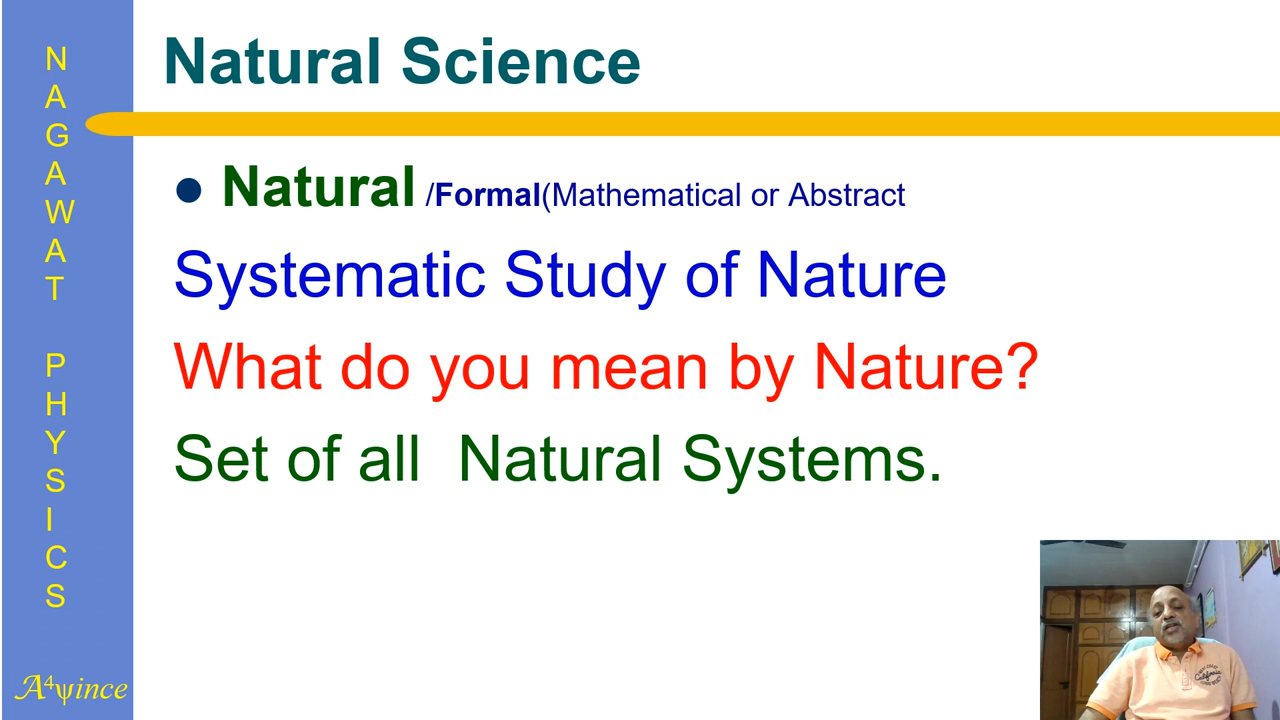 Natural Science
NAGAWAT PHYSICS
Natural /Formal(Mathematical or Abstract
Systematic Study of Nature
What do you mean by Nature?
Set of all Natural Systems.
A⁴ψince
California